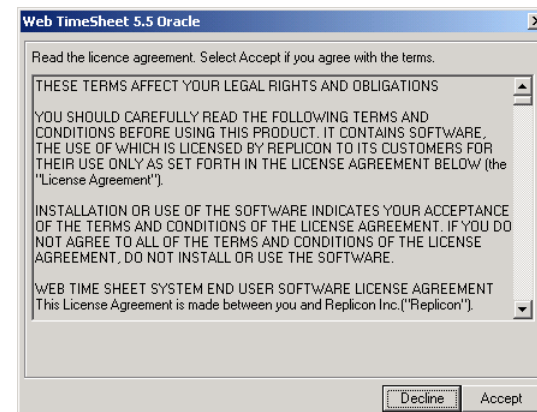 Web TimeSheet 5.5 Oracle
Read the licence agreement. Select Accept if you agree with the terms.
THESE TERMS AFFECT YOUR LEGAL RIGHTS AND OBLIGATIONS
YOU SHOULD CAREFULLY READ THE FOLLOWING TERMS AND
CONDITIONS BEFORE USING THIS PRODUCT. IT CONTAINS SOFTWARE,
THE USE OF WHICH IS LICENSED BY REPLICON TO ITS CUSTOMERS FOR
THEIR USE ONLY AS SET FORTH IN THE LICENSE AGREEMENT BELOW (the
"License Agreement").
INSTALLATION OR USE OF THE SOFTWARE INDICATES YOUR ACCEPTANCE
OF THE TERMS AND CONDITIONS OF THE LICENSE AGREEMENT. IF YOU DO
NOT AGREE TO ALL OF THE TERMS AND CONDITIONS OF THE LICENSE
AGREEMENT, DO NOT INSTALL OR USE THE SOFTWARE.
WEB TIME SHEET SYSTEM END USER SOFTWARE LICENSE AGREEMENT
This License Agreement is made between you and Replicon Inc.("Replicon").
Decline Accept